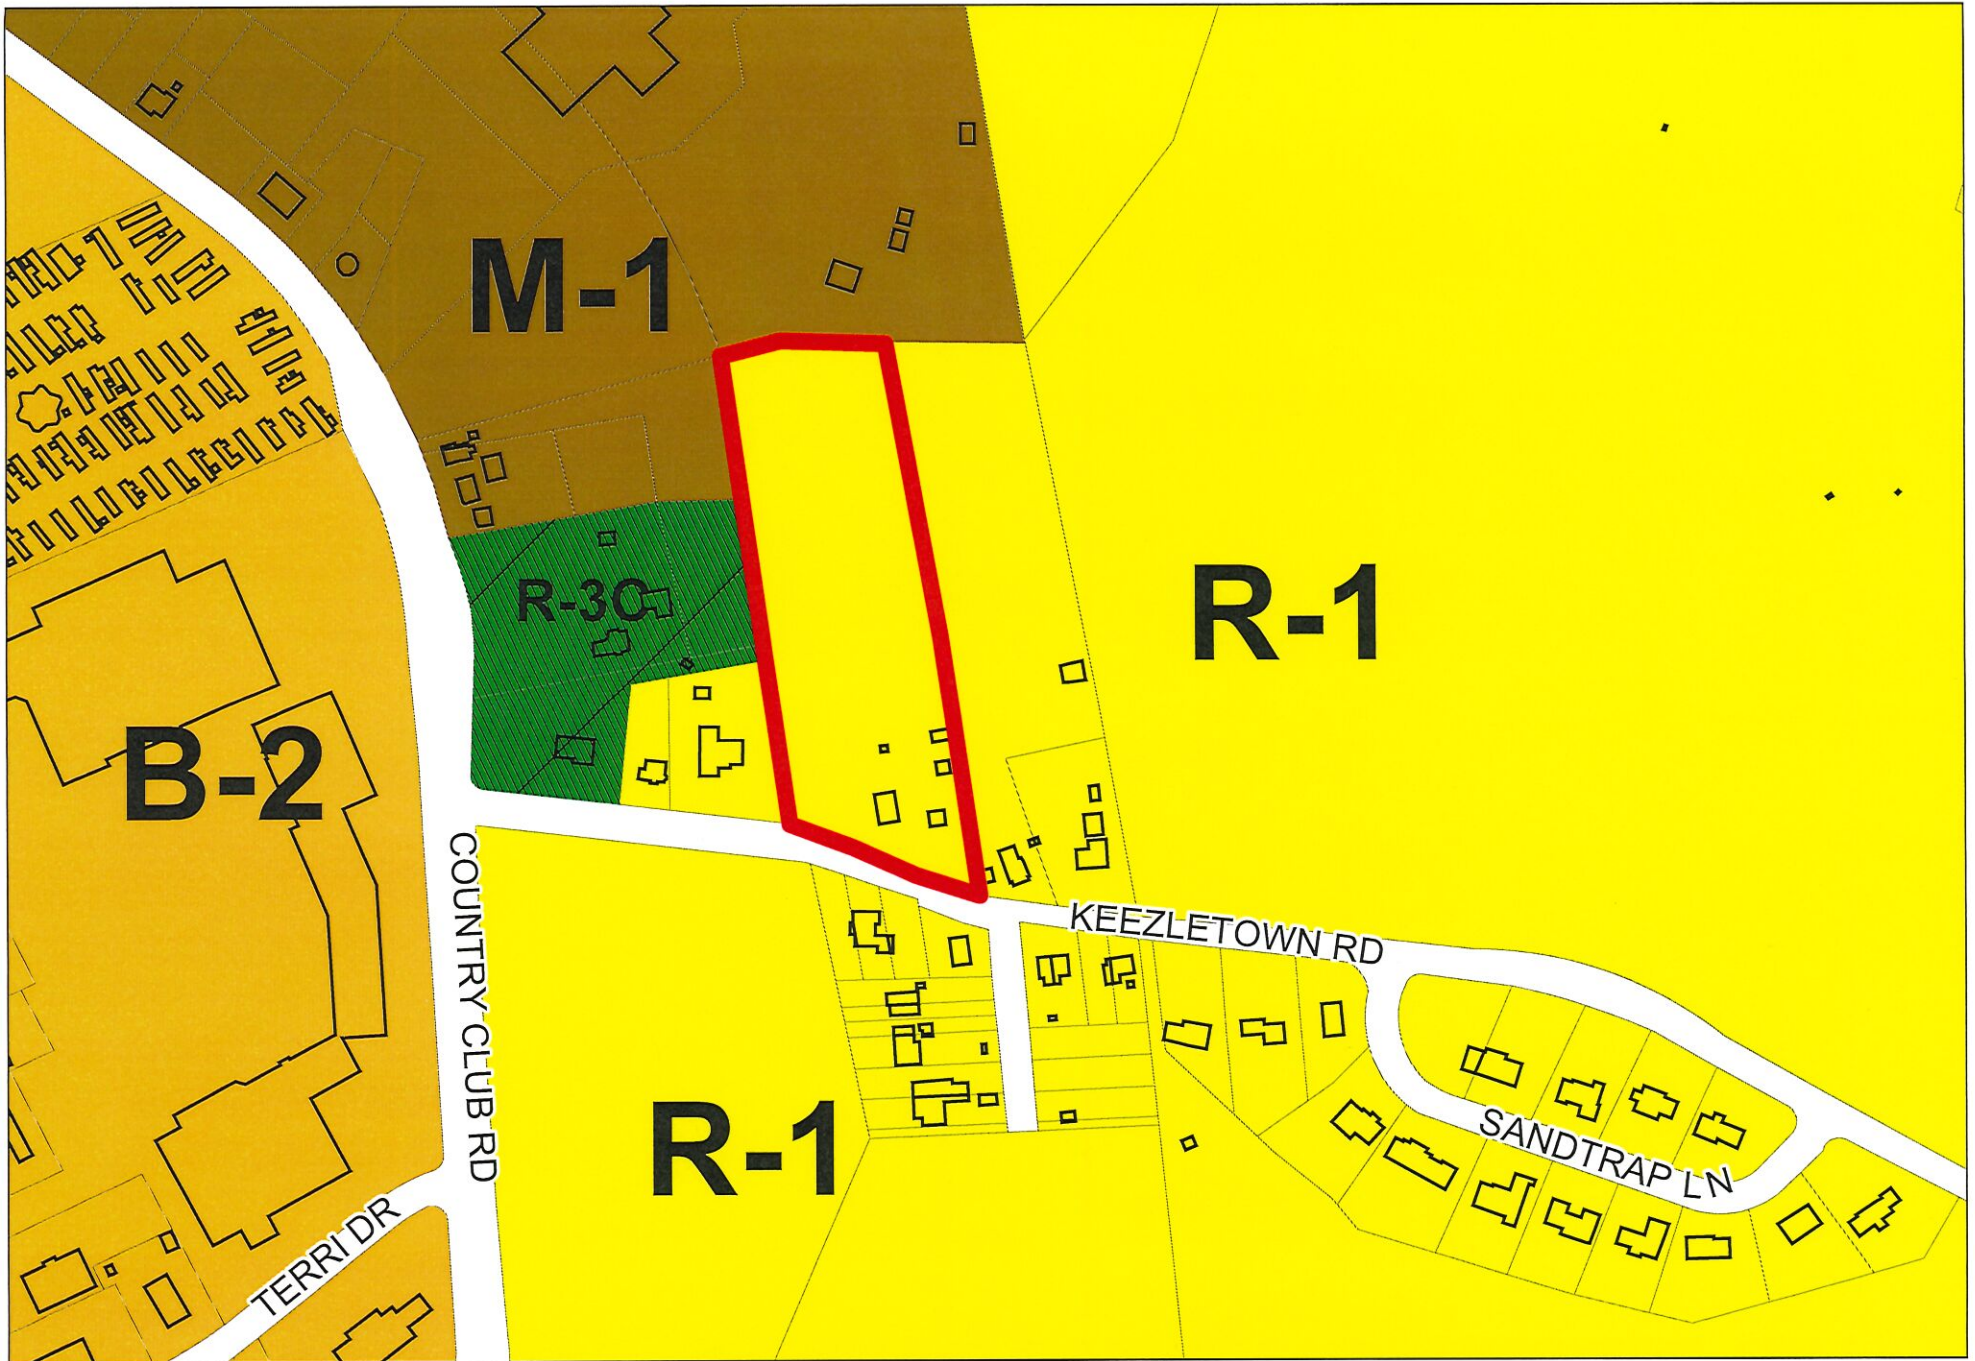 M-1
R-3C
R-1
B-2
COUNTRY CLUB RD
KEEZLETOWN RD
R-1
SANDTRAP LN
TERRI DR